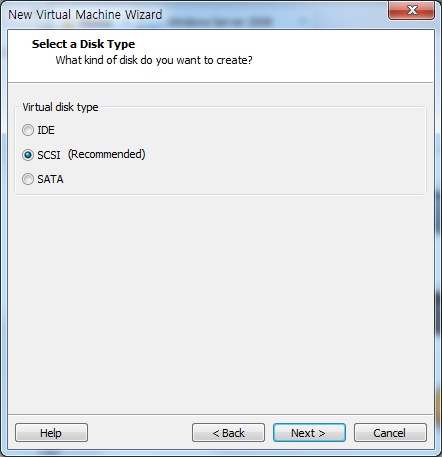 New Virtual Machine Wizard
Select a Disk Type
What kind of disk do you want to create?
Virtual disk type
IDE
SCSI (Recommended)
SATA
Help
< Back
Next >
Cancel